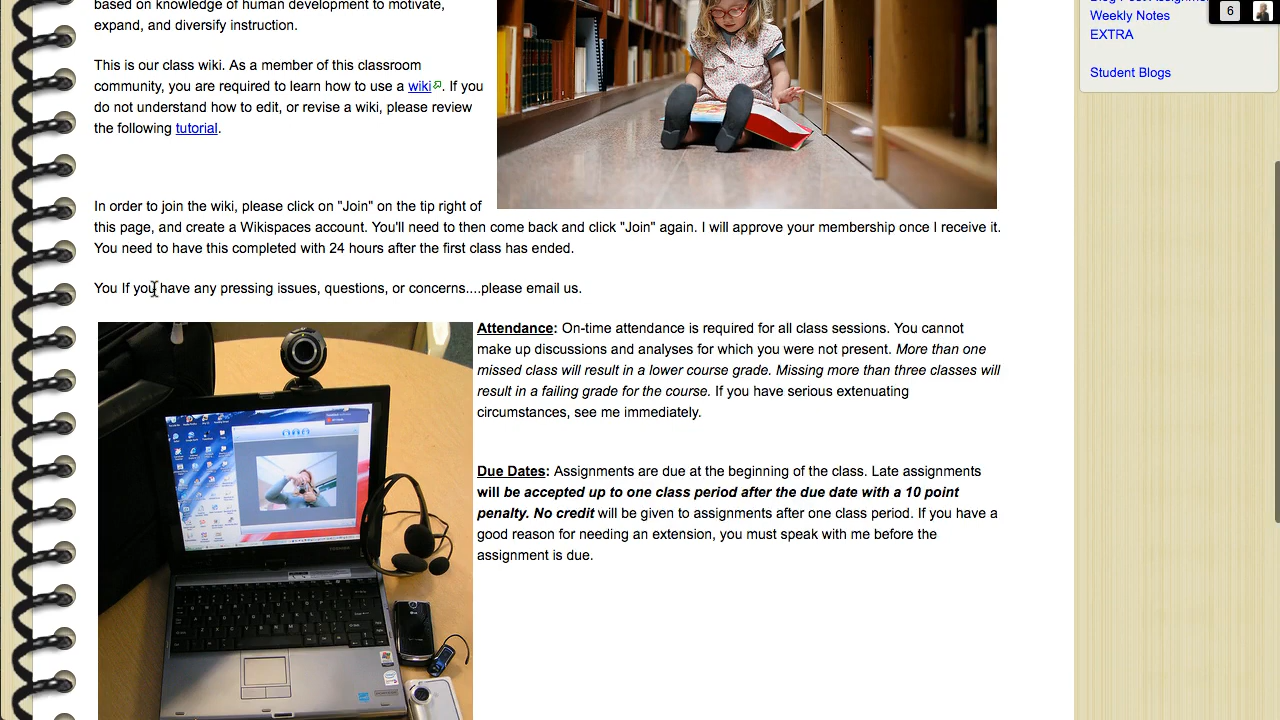 based on knowledge of human development to motivate,
expand, and diversify instruction.
This is our class wiki. As a member of this classroom
community, you are required to learn how to use a wiki. If you
do not understand how to edit, or revise a wiki, please review
the following tutorial.
In order to join the wiki, please click on "Join" on the tip right of
this page, and create a Wikispaces account. You'll need to then come back and click "Join" again. I will approve your membership once I receive it.
You need to have this completed with 24 hours after the first class has ended.
You If you have any pressing issues, questions, or concerns....please email us.
Attendance: On-time attendance is required for all class sessions. You cannot
make up discussions and analyses for which you were not present. More than one
missed class will result in a lower course grade. Missing more than three classes will
result in a failing grade for the course. If you have serious extenuating
circumstances, see me immediately.
Due Dates: Assignments are due at the beginning of the class. Late assignments
will be accepted up to one class period after the due date with a 10 point
penalty. No credit will be given to assignments after one class period. If you have a
good reason for needing an extension, you must speak with me before the
assignment is due.
Weekly Notes
EXTRA
Student Blogs
6